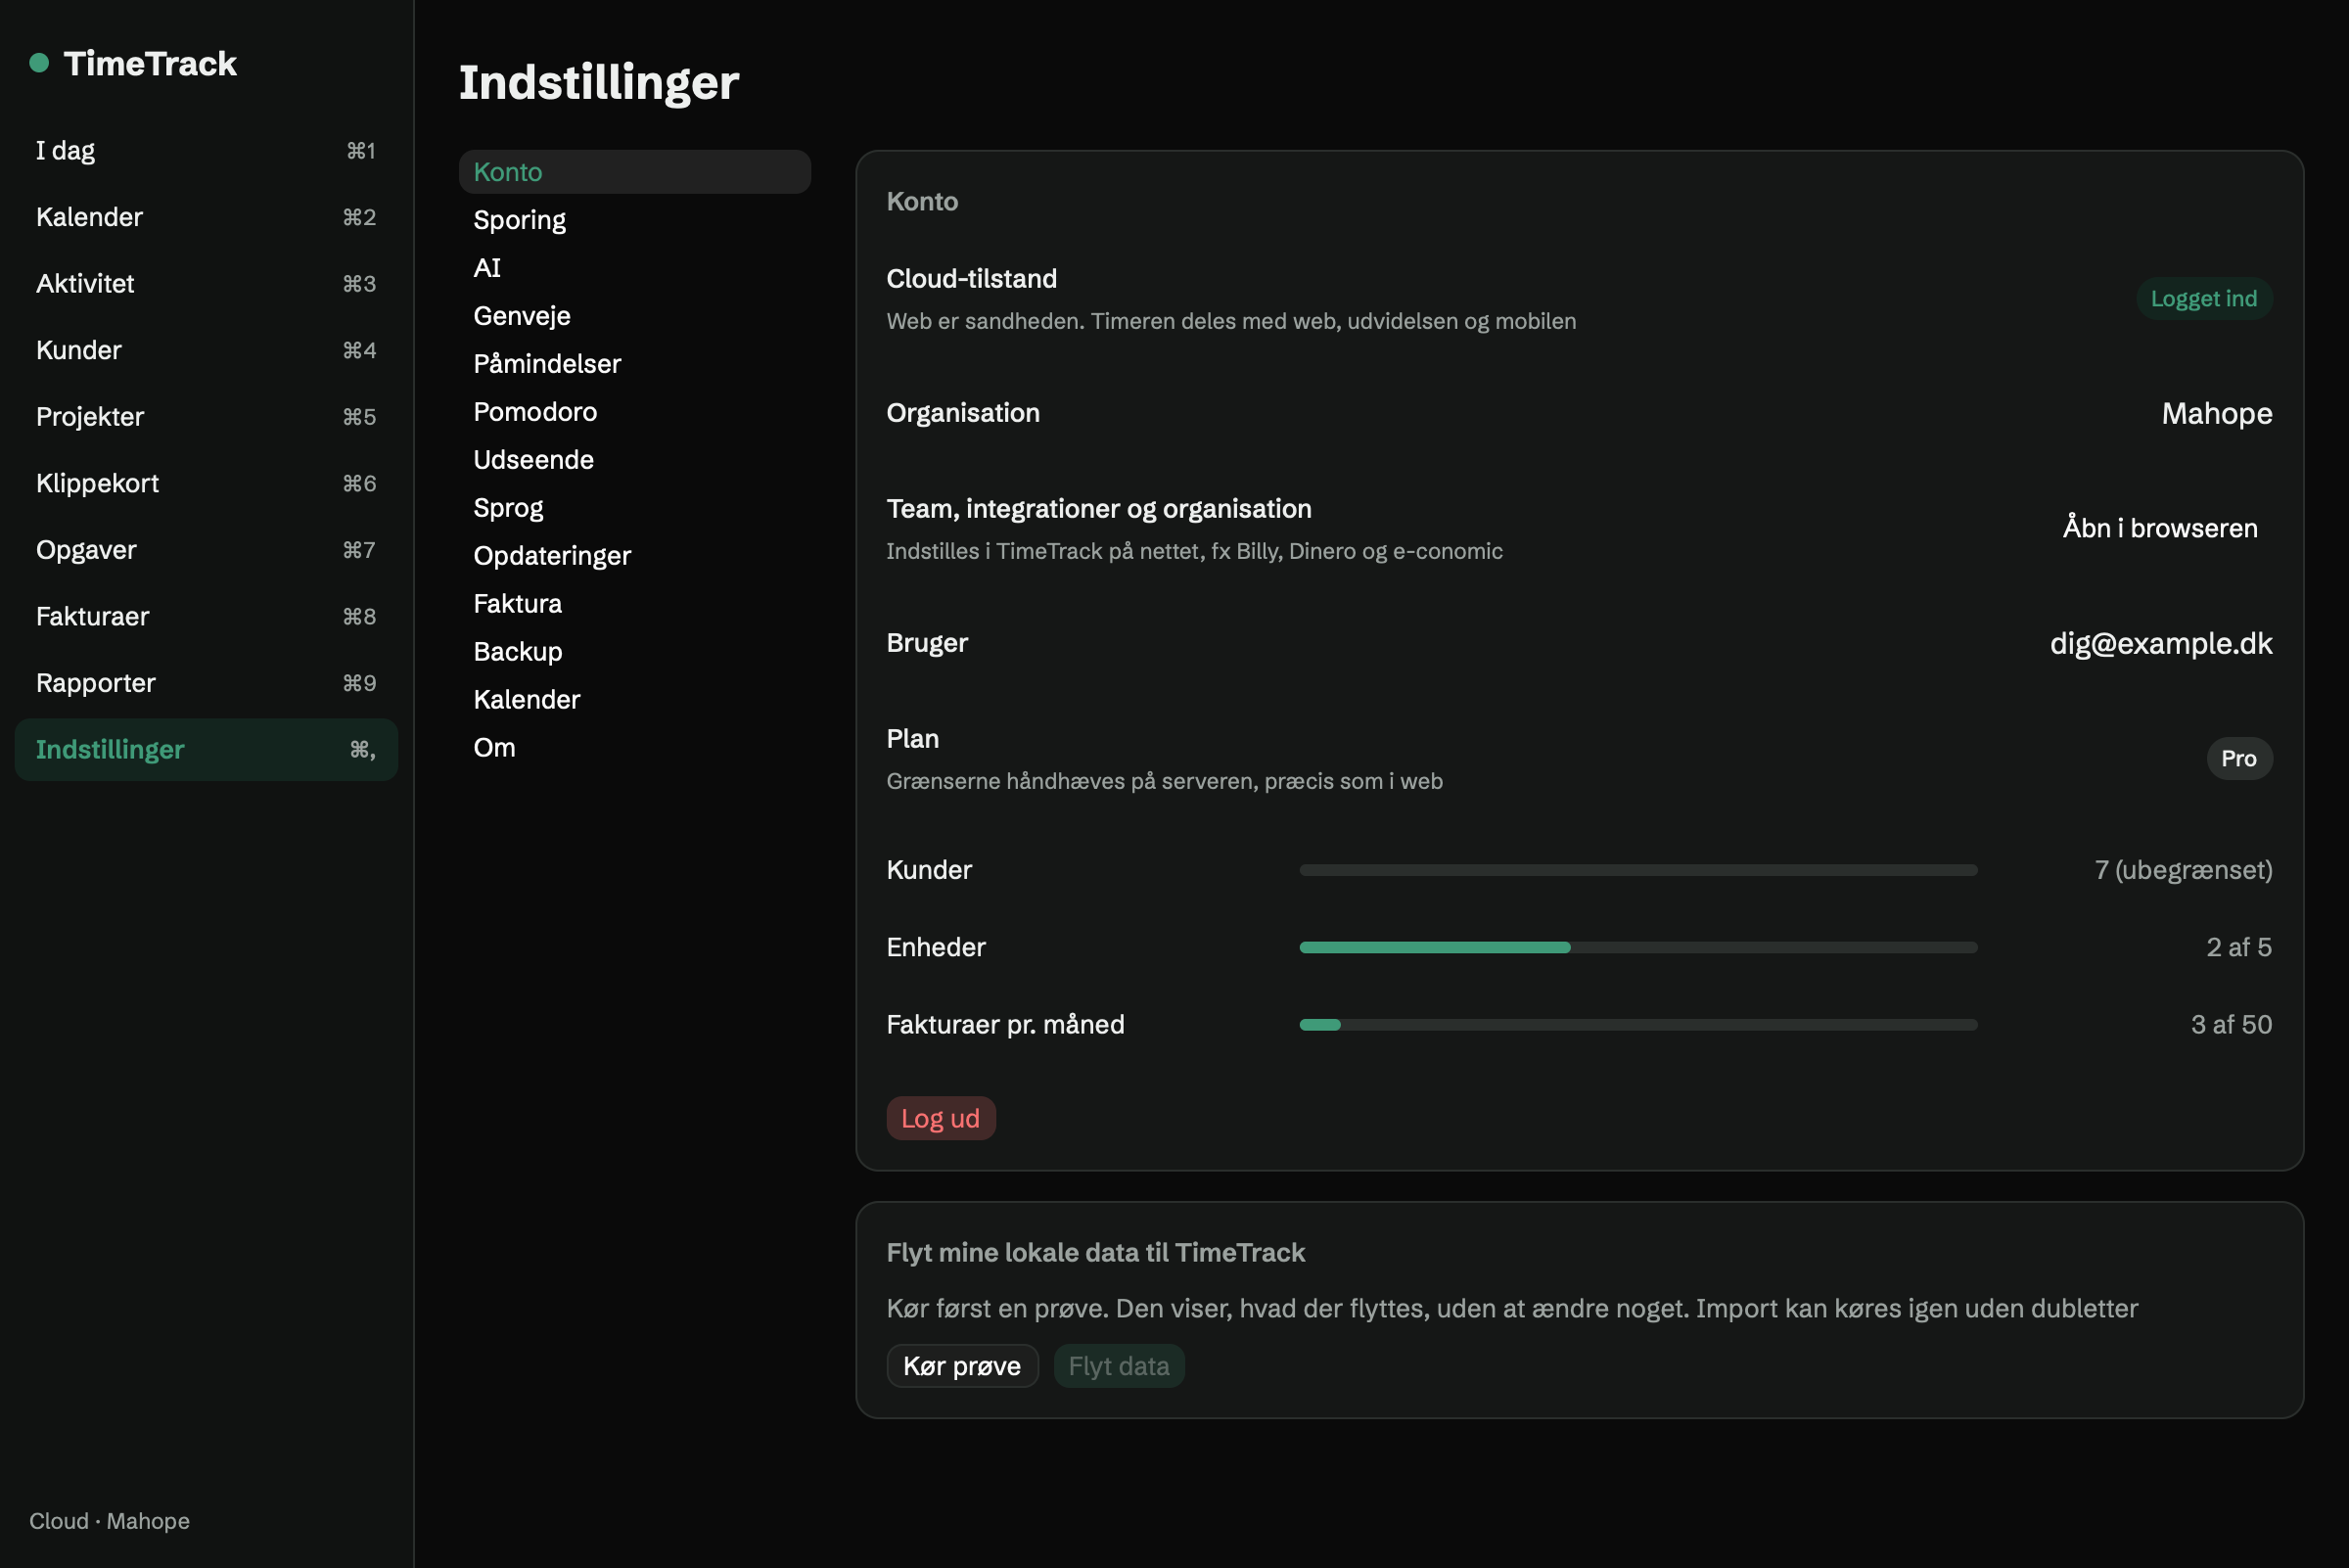 TimeTrack
I dag ⌘1
Kalender ⌘2
Aktivitet ⌘3
Kunder ⌘4
Projekter ⌘5
Klippekort ⌘6
Opgaver ⌘7
Fakturaer ⌘8
Rapporter ⌘9
Indstillinger ⌘,
Cloud · Mahope
Indstillinger
Konto
Sporing
AI
Genveje
Påmindelser
Pomodoro
Udseende
Sprog
Opdateringer
Faktura
Backup
Kalender
Om
Konto
Cloud-tilstand
Web er sandheden. Timeren deles med web, udvidelsen og mobilen
Logget ind
Organisation
Mahope
Team, integrationer og organisation
Indstilles i TimeTrack på nettet, fx Billy, Dinero og e-conomic
Åbn i browseren
Bruger
dig@example.dk
Plan
Grænserne håndhæves på serveren, præcis som i web
Pro
Kunder 7 (ubegrænset)
Enheder 2 af 5
Fakturaer pr. måned 3 af 50
Log ud
Flyt mine lokale data til TimeTrack
Kør først en prøve. Den viser, hvad der flyttes, uden at ændre noget. Import kan køres igen uden dubletter
Kør prøve Flyt data